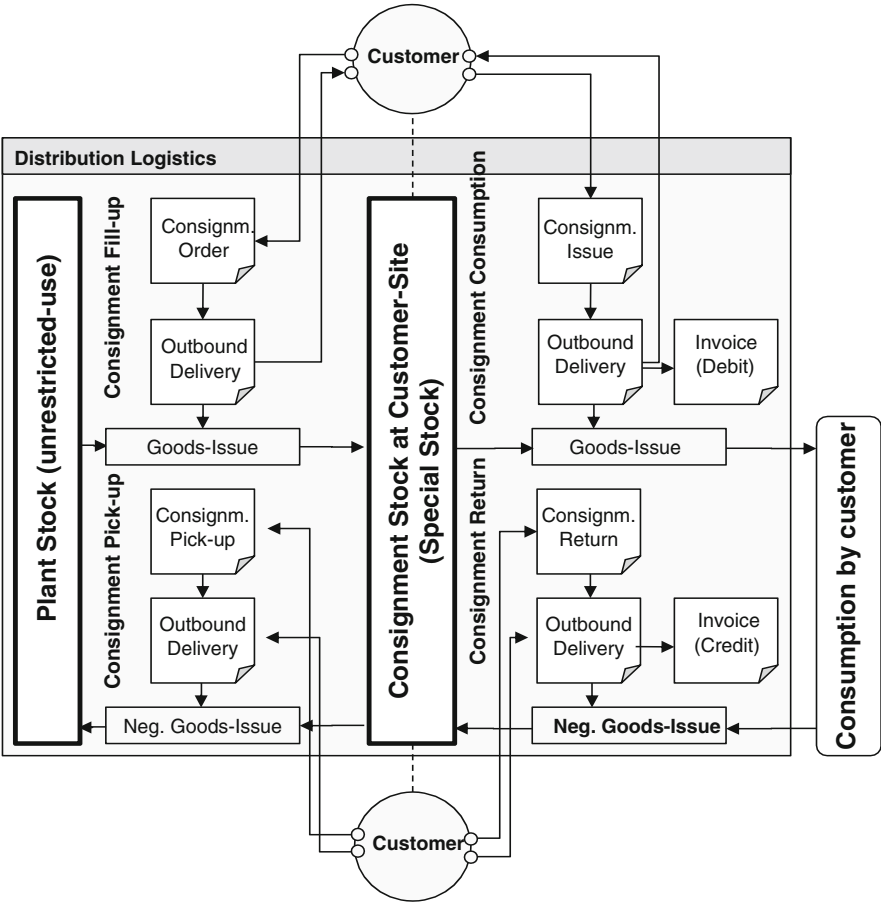 Customer
Distribution Logistics
Plant Stock (unrestricted-use)
Consignment Fill-up
Consignm.
Order
Outbound
Delivery
Goods-Issue
Consignment Pick-up
Consignm.
Pick-up
Outbound
Delivery
Neg. Goods-Issue
Consignment Stock at Customer-Site
(Special Stock)
Consignment Consumption
Consignm.
Issue
Outbound
Delivery
Invoice
(Debit)
Goods-Issue
Consignment Return
Consignm.
Return
Outbound
Delivery
Invoice
(Credit)
Neg. Goods-Issue
Consumption by customer
Customer